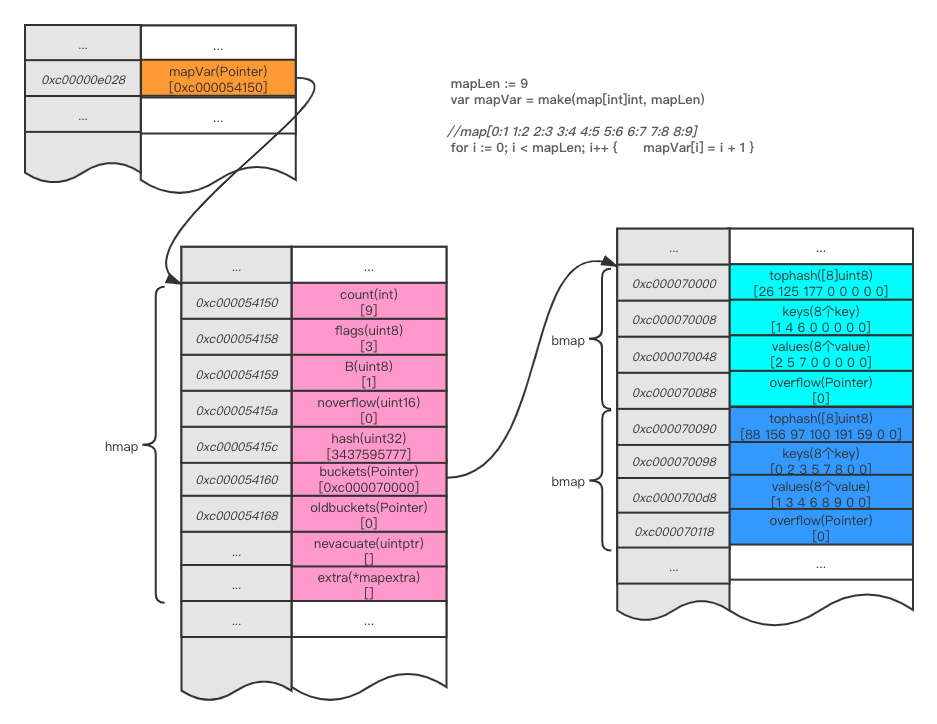 ...
...
0xc00000e028
mapVar(Pointer)
[0xc000054150]
...
...
mapLen := 9
var mapVar = make(map[int]int, mapLen)
//map[0:1 1:2 2:3 3:4 4:5 5:6 6:7 7:8 8:9]
for i := 0; i < mapLen; i++ { mapVar[i] = i + 1 }
hmap
...
...
0xc000054150
count(int)
[9]
0xc000054158
flags(uint8)
[3]
0xc000054159
B(uint8)
[1]
0xc00005415a
noverflow(uint16)
[0]
0xc00005415c
hash(uint32)
[3437595777]
0xc000054160
buckets(Pointer)
[0xc000070000]
0xc000054168
oldbuckets(Pointer)
[0]
...
nevacuate(uintptr)
[]
...
extra(*mapextra)
[]
...
...
...
...
bmap
0xc000070000
tophash([8]uint8)
[26 125 177 0 0 0 0 0]
0xc000070008
keys(8个key)
[1 4 6 0 0 0 0 0]
0xc000070048
values(8个value)
[2 5 7 0 0 0 0 0]
0xc000070088
overflow(Pointer)
[0]
bmap
0xc000070090
tophash([8]uint8)
[88 156 97 100 191 59 0 0]
0xc000070098
keys(8个key)
[0 2 3 5 7 8 0 0]
0xc0000700d8
values(8个value)
[1 3 4 6 8 9 0 0]
0xc000070118
overflow(Pointer)
[0]
...
...